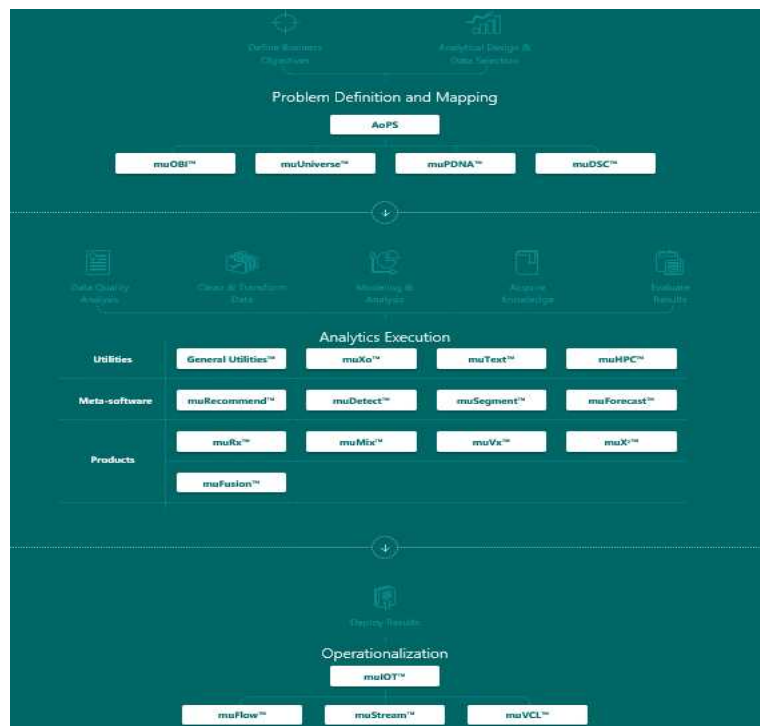 Define Business Analytical Design &
Objectives Data Selection
Problem Definition and Mapping
AoPS
muOBI™ muUniverse™ muPDNA™ muDSC™
Data Quality Clean & Transform Modeling & Acquire Evaluate
Analysis Data Analysis Knowledge Results
Analytics Execution
Utilities General Utilities™ muXo™ muText™ muHPC™
Meta-software muRecommend™ muDetect™ muSegment™ muForecast™
muRx™ muMix™ muVx™
Products
muFusion™
Deploy Results
Operationalization
muIOT™
muFlow™ muStream™ muVCL™